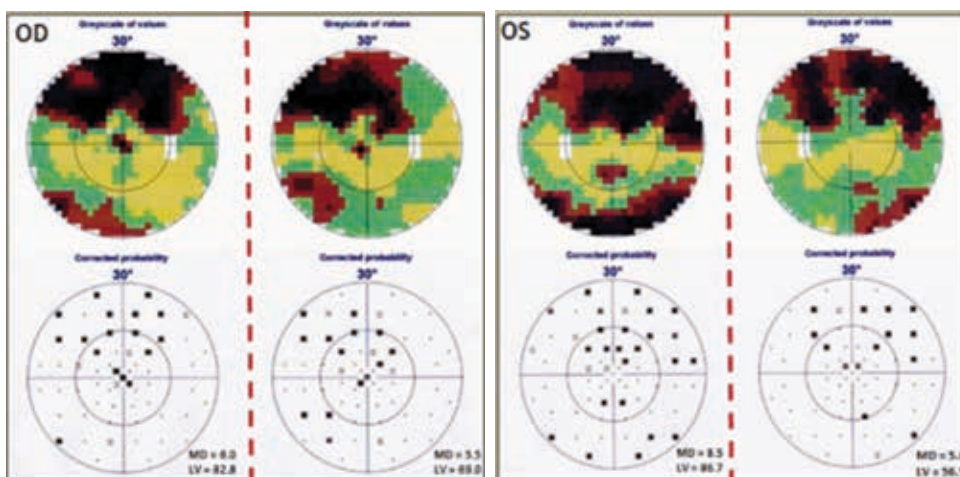 OD
Greyscale of values
30°
Greyscale of values
30°
Corrected probability
30°
MD = 6.0
LV = 82.8
Corrected probability
30°
MD = 5.5
LV = 69.0
OS
Greyscale of values
30°
Greyscale of values
30°
Corrected probability
30°
MD = 8.5
LV = 86.7
Corrected probability
30°